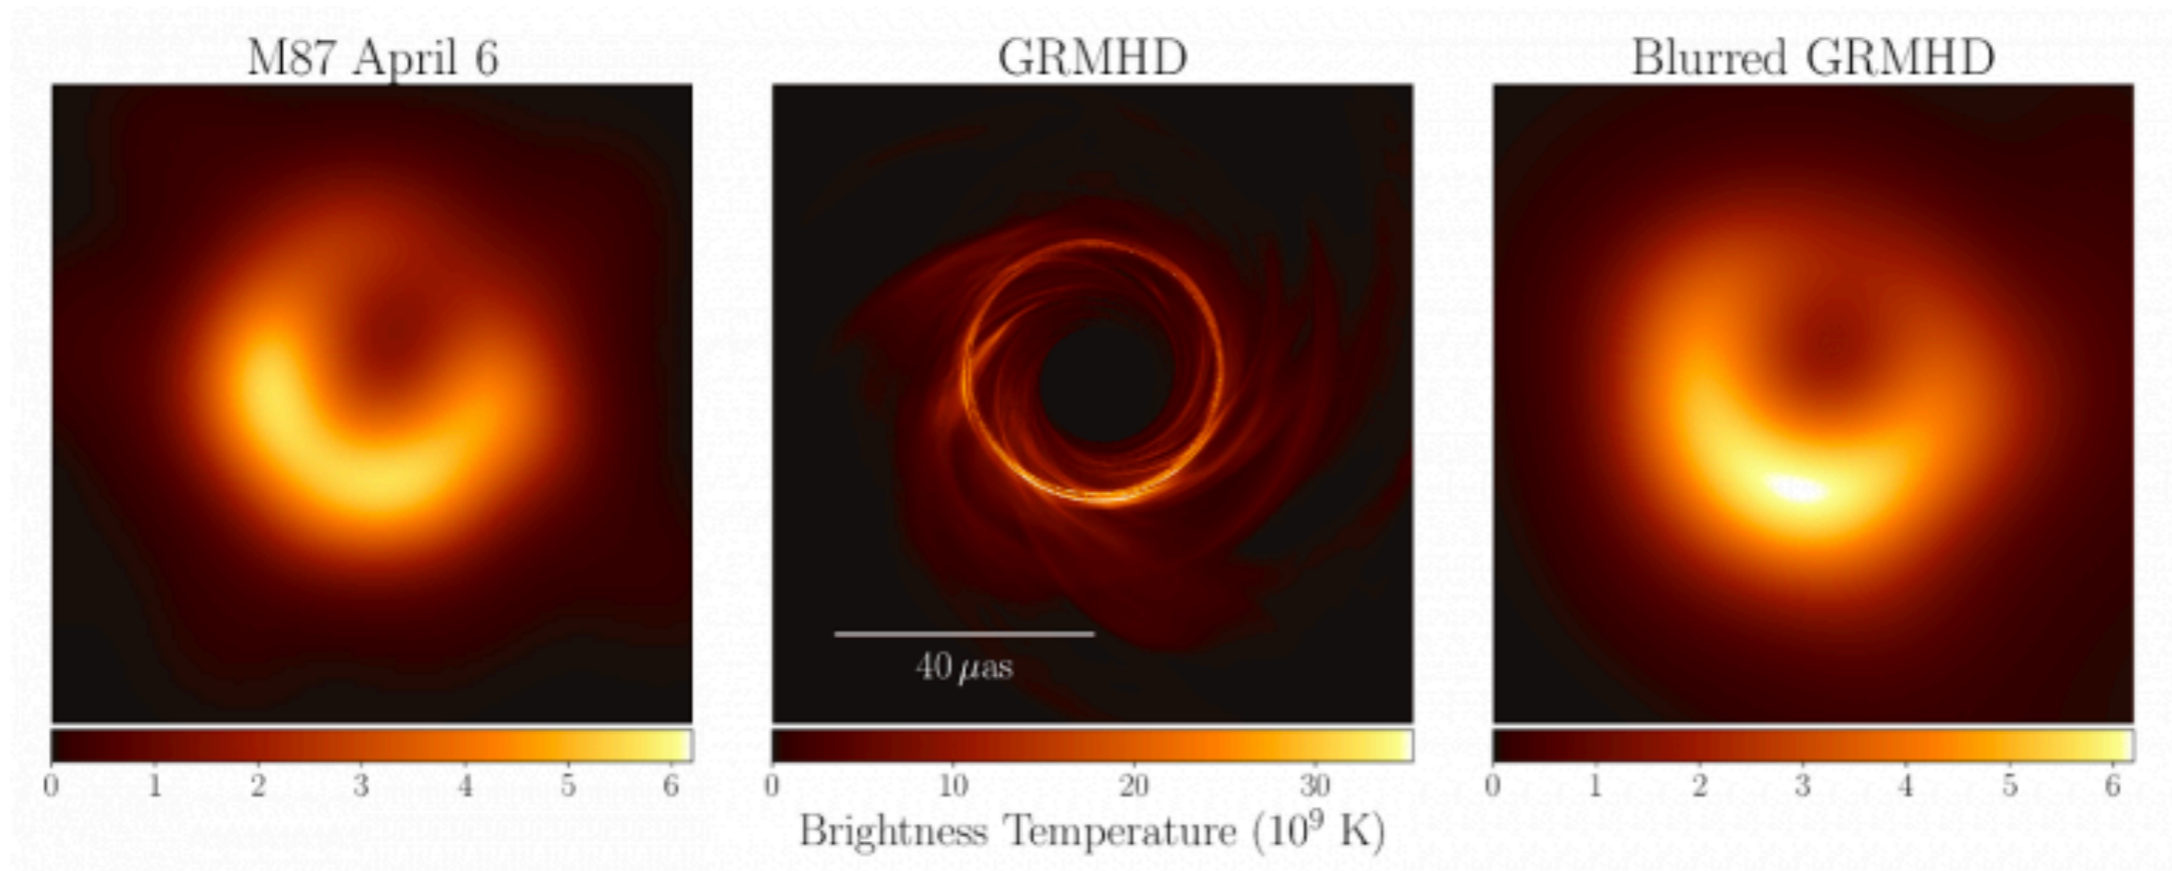 M87 April 6
GRMHD
Blurred GRMHD
40 μas
0 1 2 3 4 5 6
0 10 20 30
0 1 2 3 4 5 6
Brightness Temperature (10⁹ K)